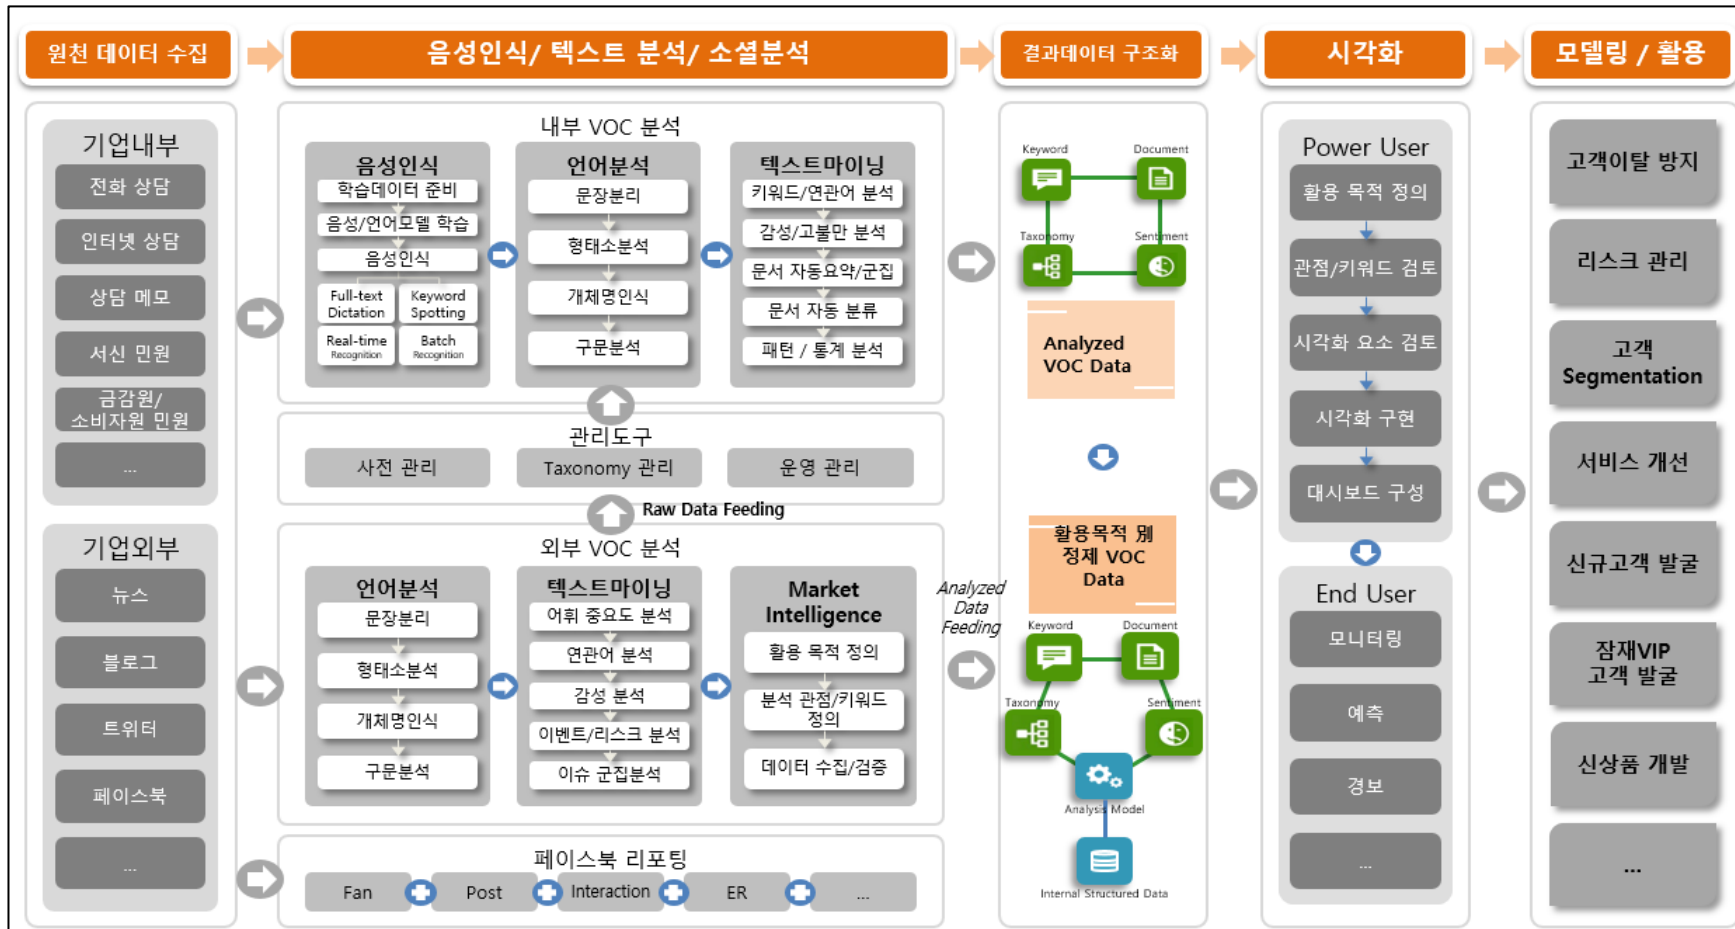 원천 데이터 수집
음성인식/ 텍스트 분석/ 소셜분석
결과데이터 구조화
시각화
모델링 / 활용
기업내부
전화 상담
인터넷 상담
상담 메모
서신 민원
금감원/
소비자원 민원
...
기업외부
뉴스
블로그
트위터
페이스북
...
내부 VOC 분석
음성인식
학습데이터 준비
음성/언어모델 학습
음성인식
Full-text
Dictation
Keyword
Spotting
Real-time
Recognition
Batch
Recognition
언어분석
문장분리
형태소분석
개체명인식
구문분석
텍스트마이닝
키워드/연관어 분석
감성/고불만 분석
문서 자동요약/군집
문서 자동 분류
패턴 / 통계 분석
관리도구
사전 관리
Taxonomy 관리
운영 관리
Raw Data Feeding
외부 VOC 분석
언어분석
문장분리
형태소분석
개체명인식
구문분석
텍스트마이닝
어휘 중요도 분석
연관어 분석
감성 분석
이벤트/리스크 분석
이슈 군집분석
Market
Intelligence
활용 목적 정의
분석 관점/키워드
정의
데이터 수집/검증
페이스북 리포팅
Fan
Post
Interaction
ER
...
Analyzed
Data
Feeding
Keyword
Document
Taxonomy
Sentiment
Analyzed
VOC Data
활용목적 別
정제 VOC
Data
Keyword
Document
Taxonomy
Sentiment
Analysis Model
Internal Structured Data
Power User
활용 목적 정의
관점/키워드 검토
시각화 요소 검토
시각화 구현
대시보드 구성
End User
모니터링
예측
경보
...
고객이탈 방지
리스크 관리
고객
Segmentation
서비스 개선
신규고객 발굴
잠재VIP
고객 발굴
신상품 개발
...